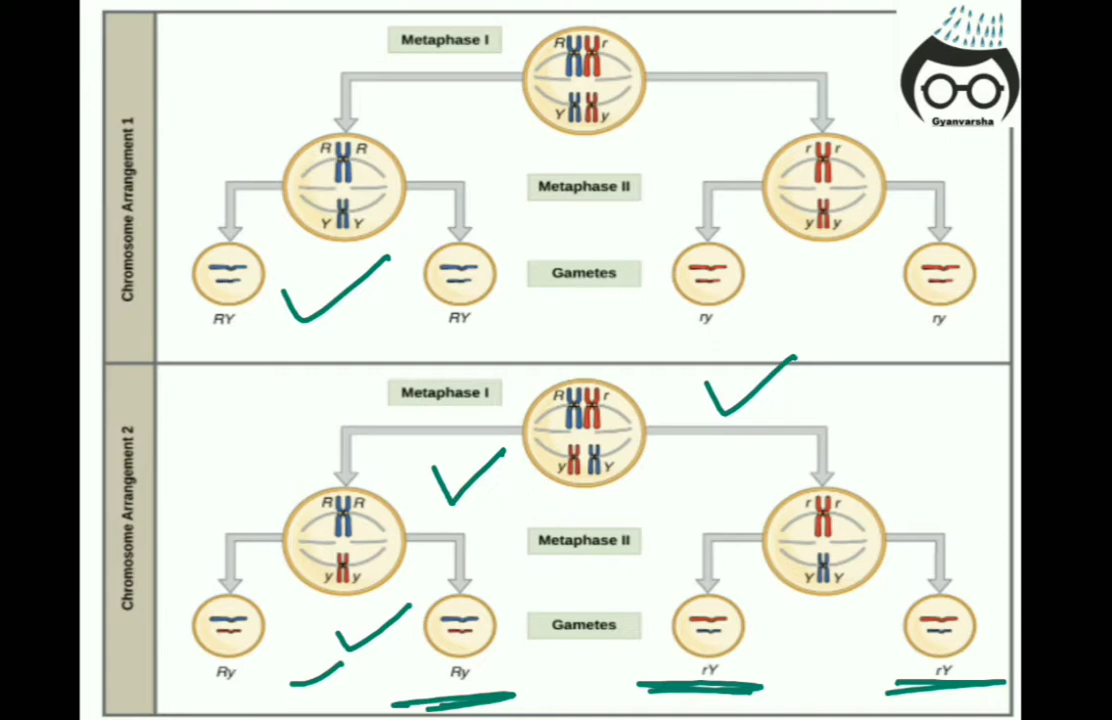 Gyanvarsha
Chromosome Arrangement 1
Metaphase I
R r
Y y
R R
Y Y
Metaphase II
r r
y y
Gametes
RY
RY
ry
ry
Chromosome Arrangement 2
Metaphase I
R r
y Y
R R
y y
Metaphase II
r r
Y Y
Gametes
Ry
Ry
rY
rY